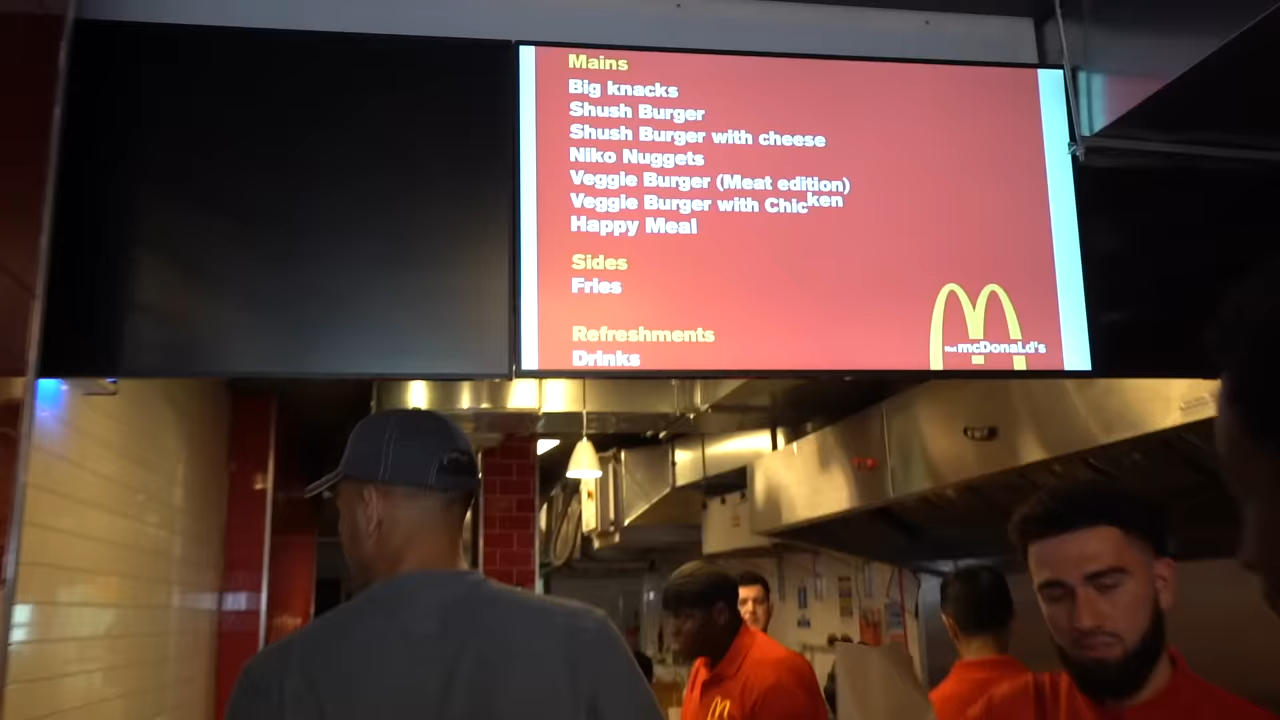 Mains
Big knacks
Shush Burger
Shush Burger with cheese
Niko Nuggets
Veggie Burger (Meat edition)
Veggie Burger with Chicken
Happy Meal
Sides
Fries
Refreshments
Drinks
Not mcDonaLd's